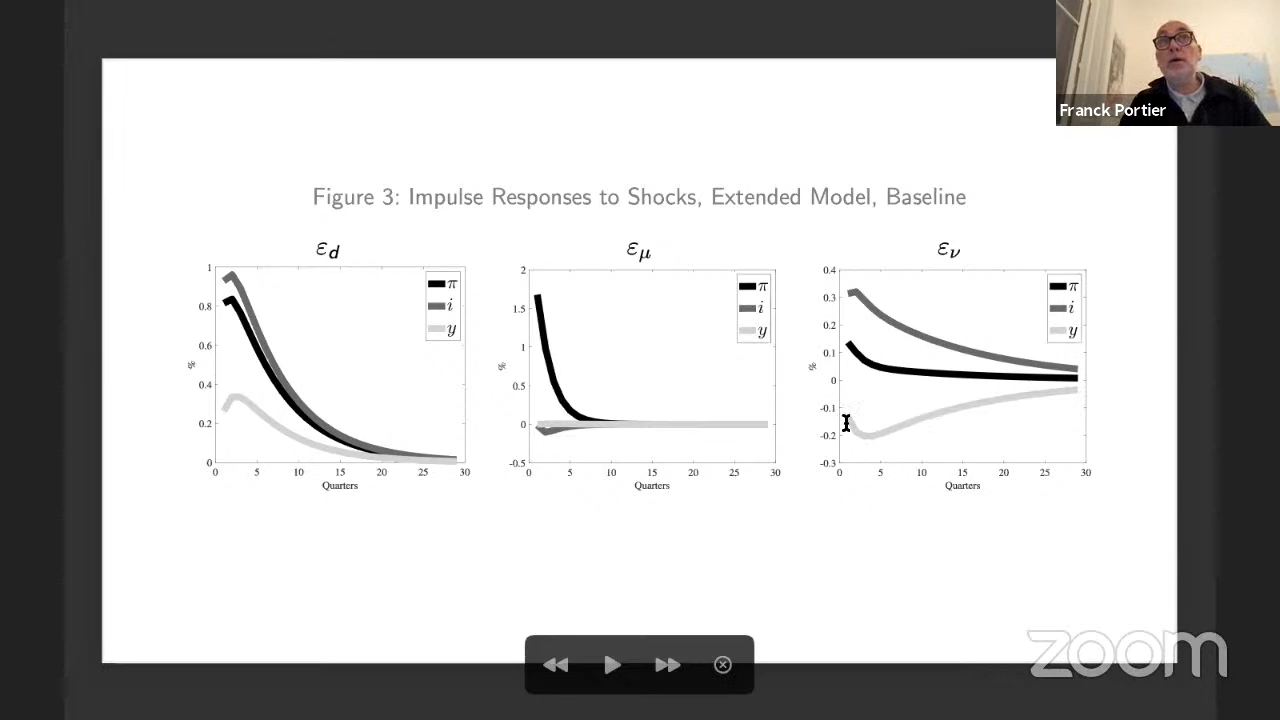 Franck Portier
Figure 3: Impulse Responses to Shocks, Extended Model, Baseline
ε_d
1
0.8
0.6
0.4
0.2
0
%
0 5 10 15 20 25 30
Quarters
π
i
y
ε_μ
2
1.5
1
0.5
0
-0.5
%
0 5 10 15 20 25 30
Quarters
π
i
y
ε_ν
0.4
0.3
0.2
0.1
0
-0.1
-0.2
-0.3
%
0 5 10 15 20 25 30
Quarters
π
i
y
zoom